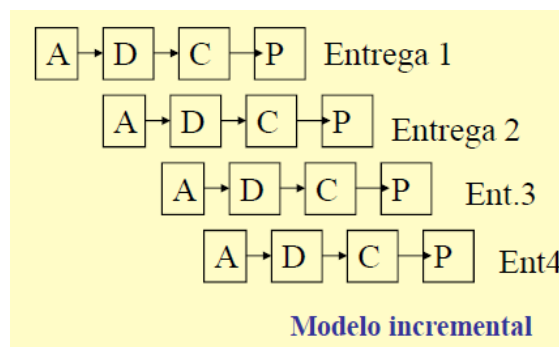 A D C P Entrega 1
A D C P Entrega 2
A D C P Ent.3
A D C P Ent4
Modelo incremental